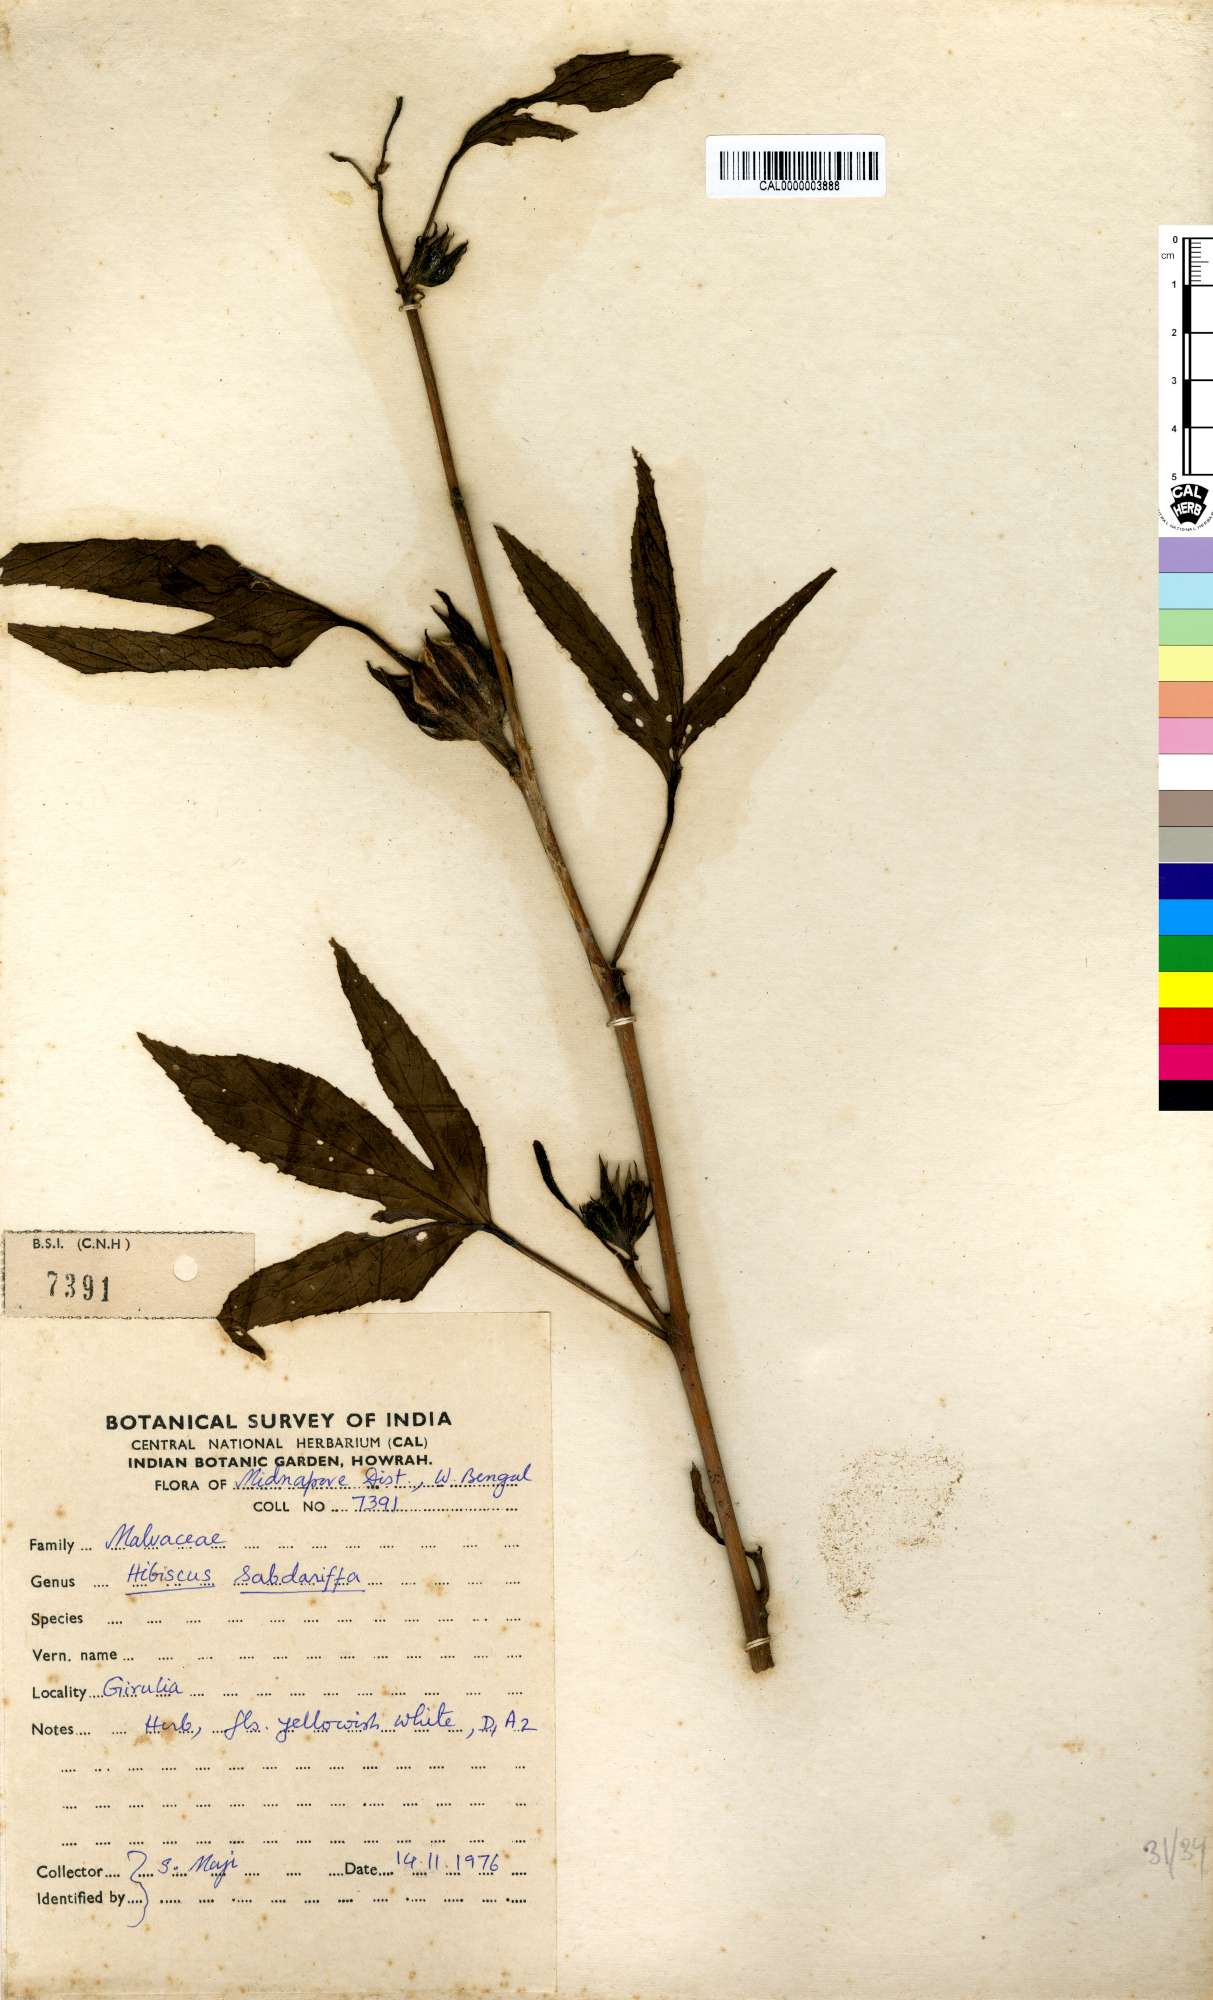 CAL0000003888
0
cm
1
2
3
4
5
CAL
HERB
B.S.I. (C.N.H)
7391
BOTANICAL SURVEY OF INDIA
CENTRAL NATIONAL HERBARIUM (CAL)
INDIAN BOTANIC GARDEN, HOWRAH.
FLORA OF Midnapore Dist., W. Bengal
COLL NO 7391
Family Malvaceae
Genus Hibiscus sabdariffa
Species
Vern. name
Locality Girulia
Notes Herb, fls. yellowish white, D, A2
Collector S. Maji Date 14.11.1976
Identified by
31/34